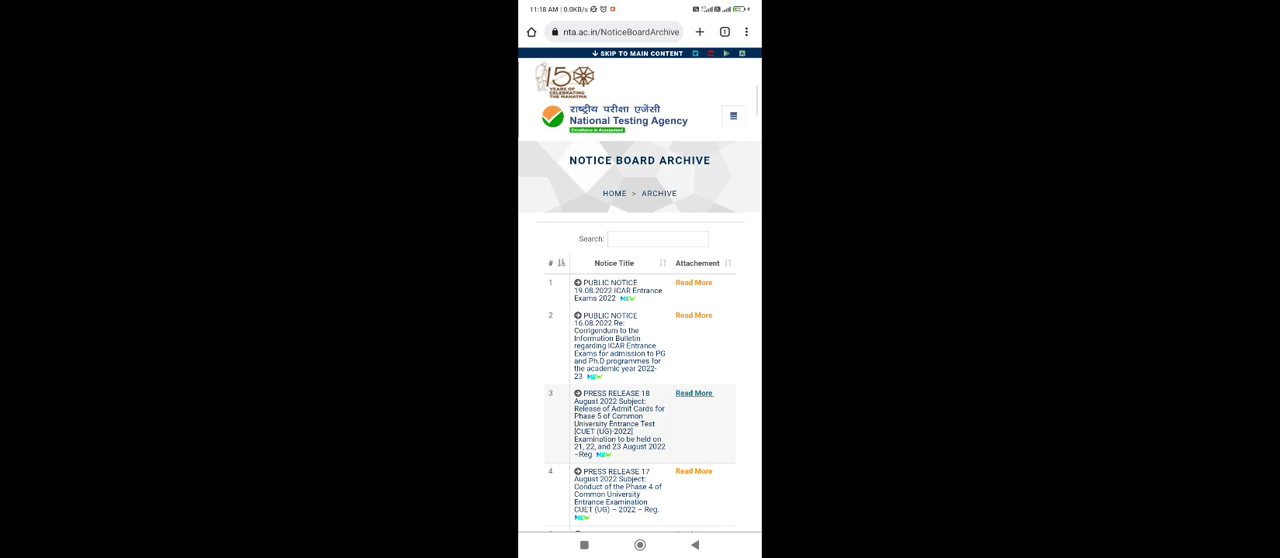 11:18 AM | 0.0KB/s
nta.ac.in/NoticeBoardArchive
1
SKIP TO MAIN CONTENT
150
YEARS OF
CELEBRATING
THE MAHATMA
राष्ट्रीय परीक्षा एजेंसी
National Testing Agency
Excellence in Assessment
NOTICE BOARD ARCHIVE
HOME > ARCHIVE
Search:
# Notice Title Attachement
1 PUBLIC NOTICE Read More
19.08.2022 ICAR Entrance
Exams 2022 NEW
2 PUBLIC NOTICE Read More
16.08.2022 Re:
Corrigendum to the
Information Bulletin
regarding ICAR Entrance
Exams for admission to PG
and Ph.D programmes for
the academic year 2022-
23 NEW
3 PRESS RELEASE 18 Read More
August 2022 Subject:
Release of Admit Cards for
Phase 5 of Common
University Entrance Test
[CUET (UG)-2022]
Examination to be held on
21, 22, and 23 August 2022
–Reg NEW
4 PRESS RELEASE 17 Read More
August 2022 Subject:
Conduct of the Phase 4 of
Common University
Entrance Examination
CUET (UG) – 2022 – Reg.
NEW